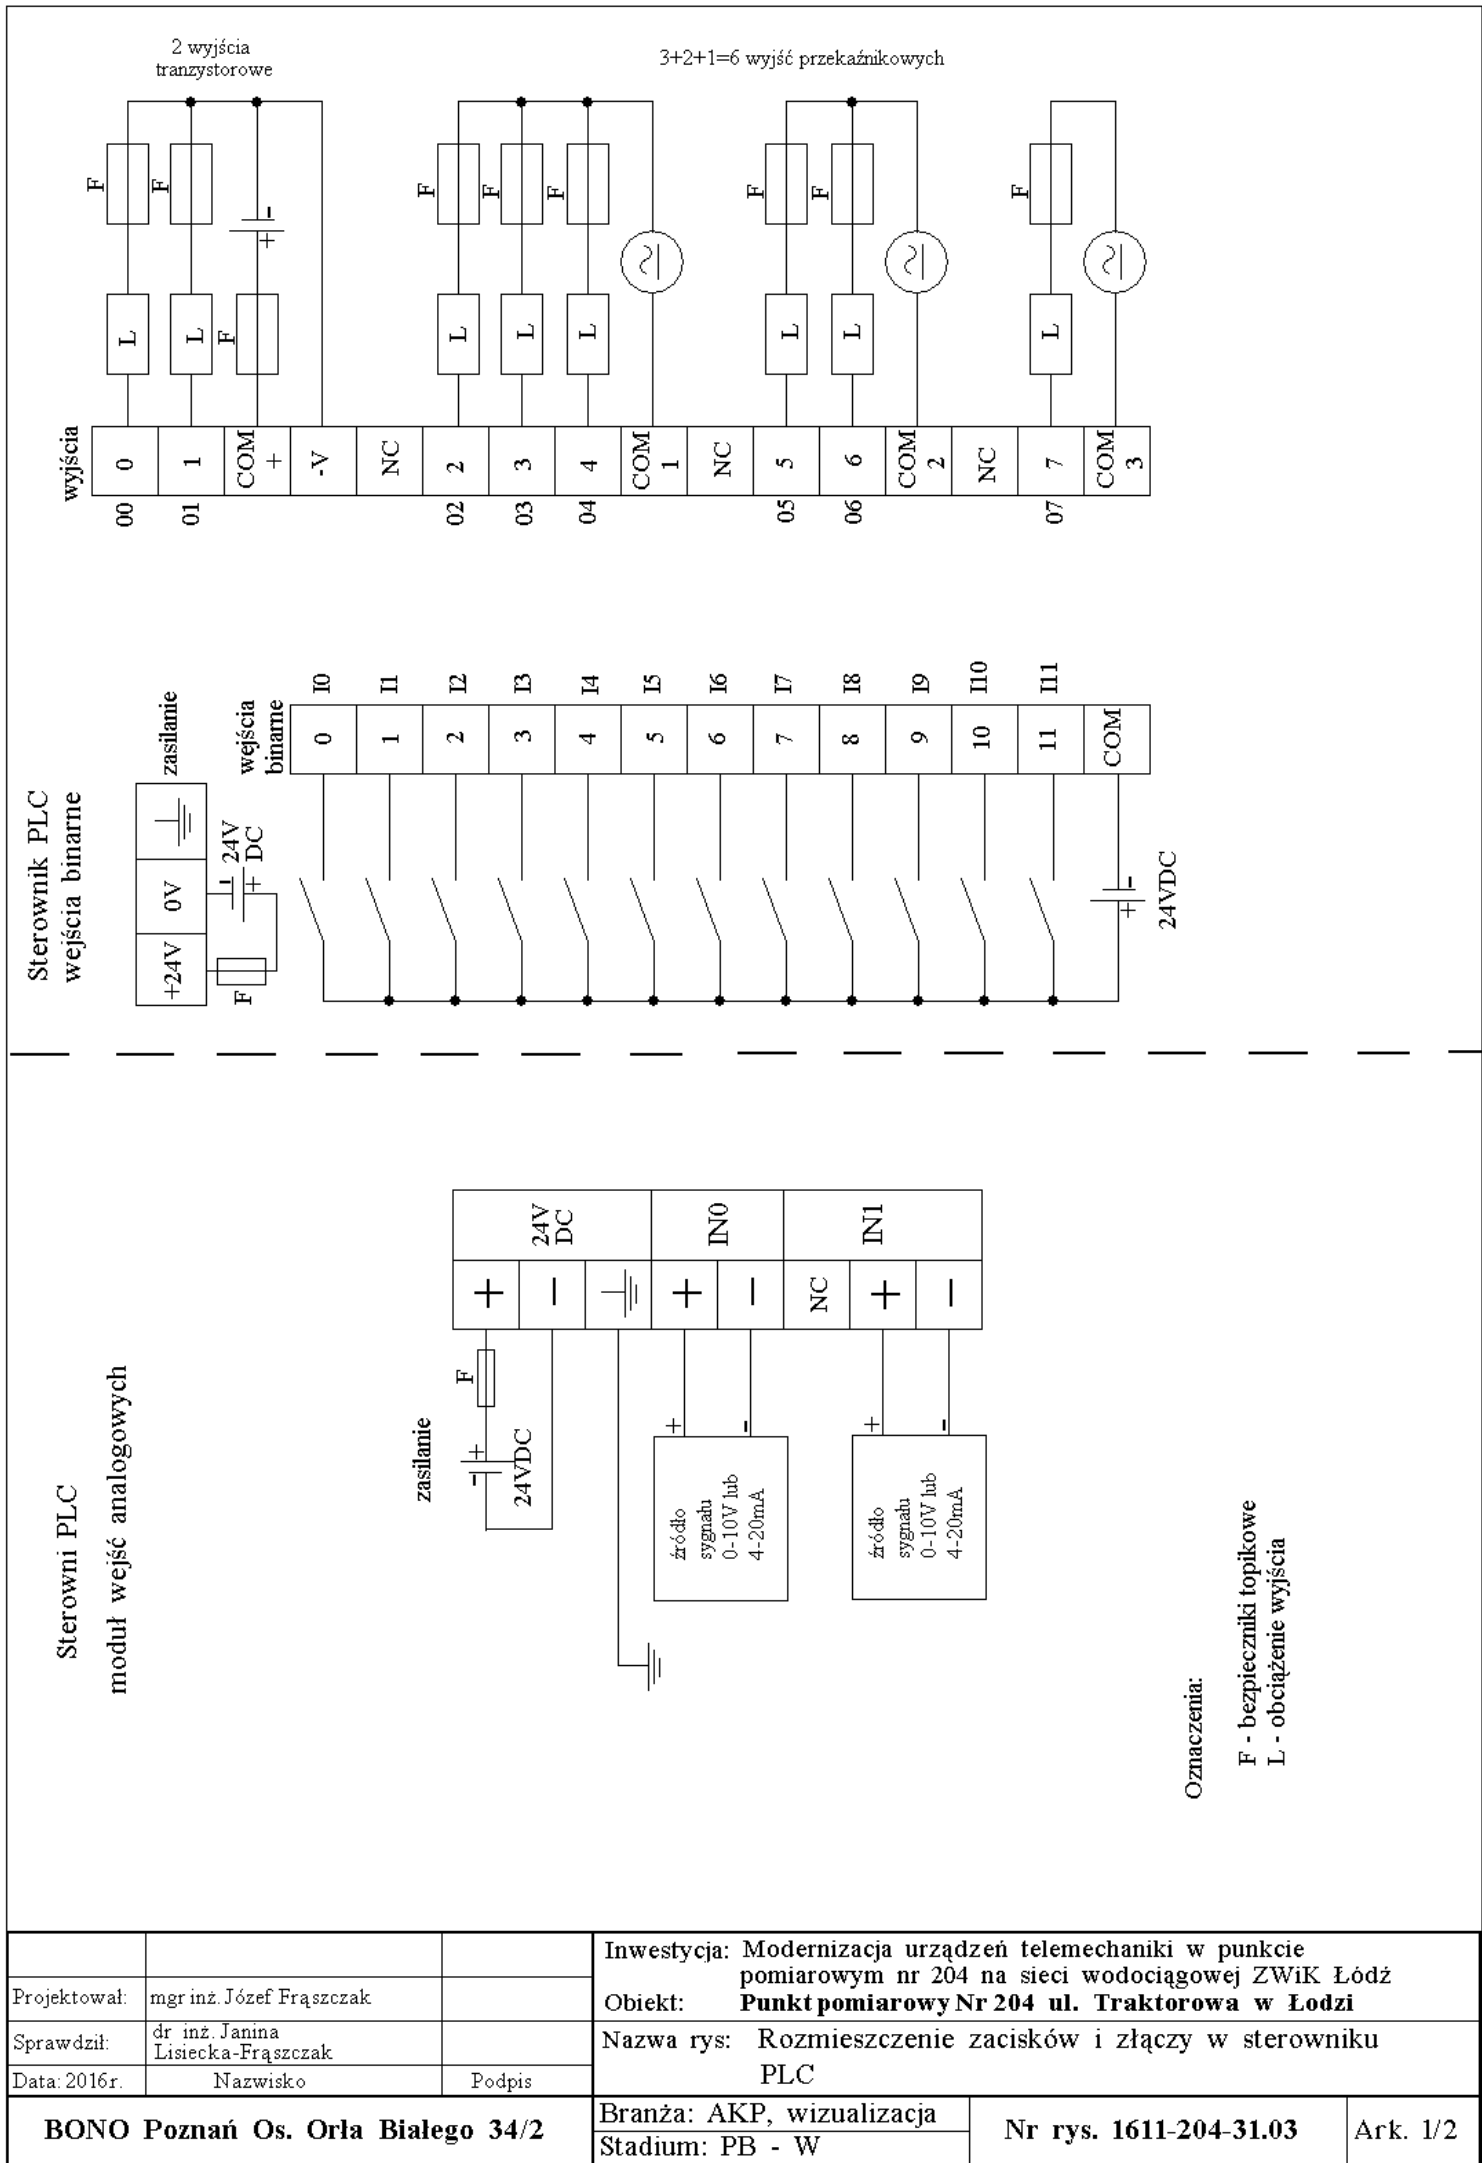 2 wyjścia
tranzystorowe
3+2+1=6 wyjść przekaźnikowych
F
F
F
F
F
F
F
F
-
+
F
L
L
L
L
L
L
L
L
wyjścia
0
1
COM
+
-V
NC
2
3
4
COM
1
NC
5
6
COM
2
NC
7
COM
3
00
01
02
03
04
05
06
07
Sterownik PLC
wejścia binarne
zasilanie
+24V
0V
24V
DC
-
+
F
wejścia
binarne
I0
I1
I2
I3
I4
I5
I6
I7
I8
I9
I10
I11
0
1
2
3
4
5
6
7
8
9
10
11
COM
+
-
24VDC
Sterowni PLC
moduł wejść analogowych
24V
DC
IN0
IN1
+
-
+
-
NC
+
-
zasilanie
F
-
+
24VDC
+
-
źródło
sygnału
0-10V lub
4-20mA
+
-
źródło
sygnału
0-10V lub
4-20mA
Oznaczenia:
F - bezpieczniki topikowe
L - obciążenie wyjścia
Projektował: mgr inż. Józef Frąszczak
Sprawdził: dr inż. Janina
Lisiecka-Frąszczak
Data: 2016r. Nazwisko Podpis
Inwestycja: Modernizacja urządzeń telemechaniki w punkcie
pomiarowym nr 204 na sieci wodociągowej ZWiK Łódź
Obiekt: Punkt pomiarowy Nr 204 ul. Traktorowa w Łodzi
Nazwa rys: Rozmieszczenie zacisków i złączy w sterowniku
PLC
BONO Poznań Os. Orła Białego 34/2
Branża: AKP, wizualizacja
Stadium: PB - W
Nr rys. 1611-204-31.03
Ark. 1/2